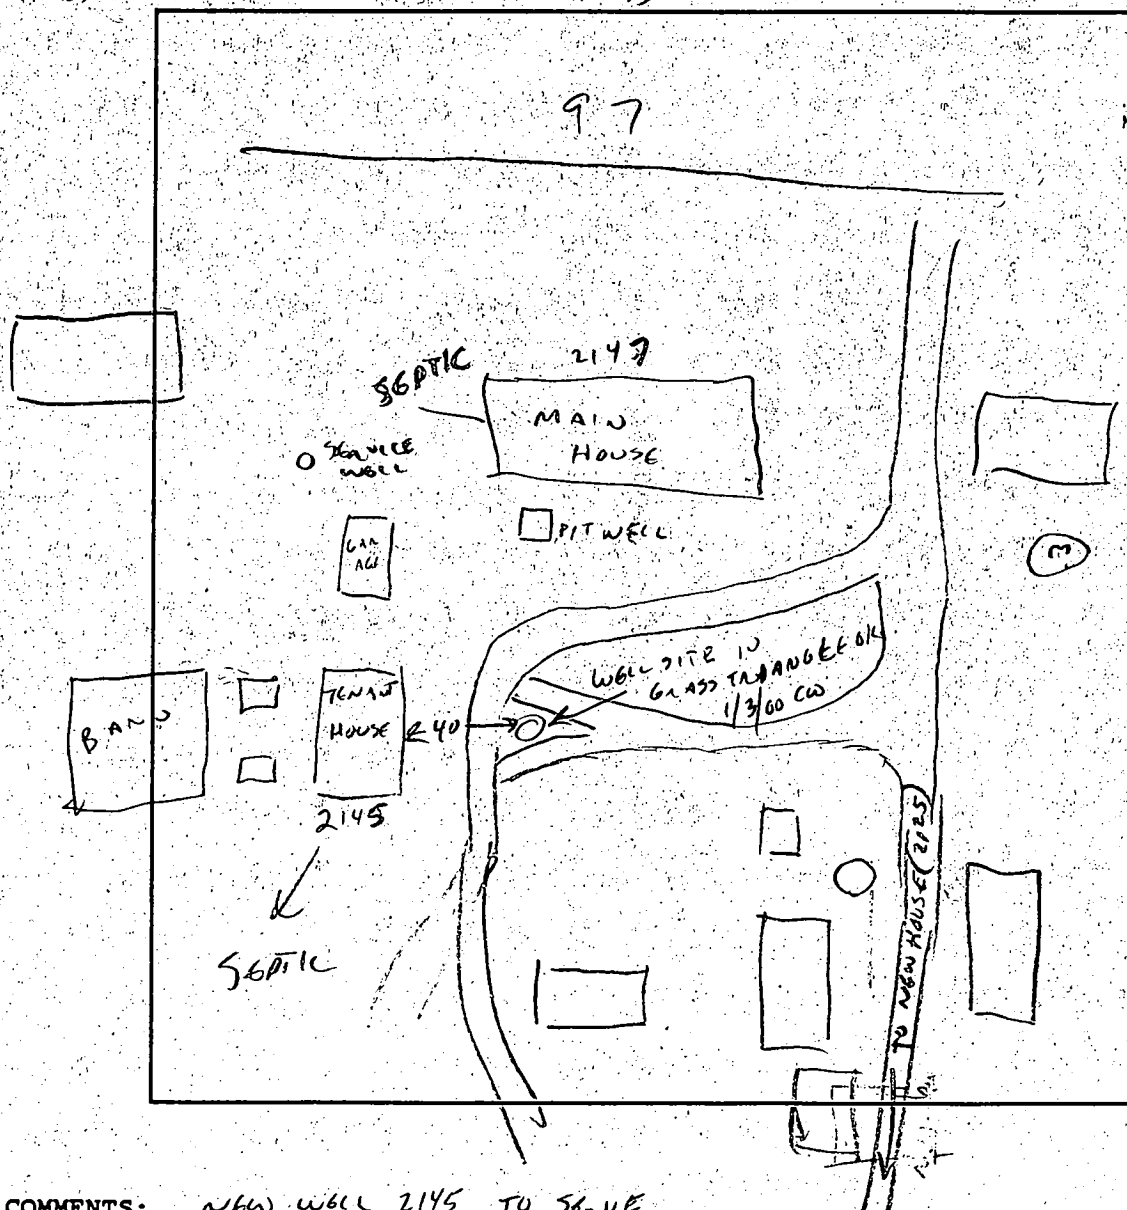 97
2147
SEPTIC
MAIN
HOUSE
SERVICE
WELL
PIT WELL
GAR
AGE
WELL SITE IN
GRASS TRIANGLE OK
1/3/00 CW
BARN
TENANT
HOUSE
40
2145
SEPTIC
TO NEW HOUSE (2125)
COMMENTS: NEW WELL 2145 TO SERVE